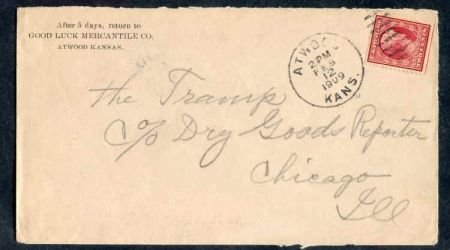 After 5 days, return to
GOOD LUCK MERCANTILE CO.
ATWOOD KANSAS.
ATWOOD
2 PM
FEB
12
1909
KANS.
The Tramp
c/o Dry Goods Reporter
Chicago
Ill